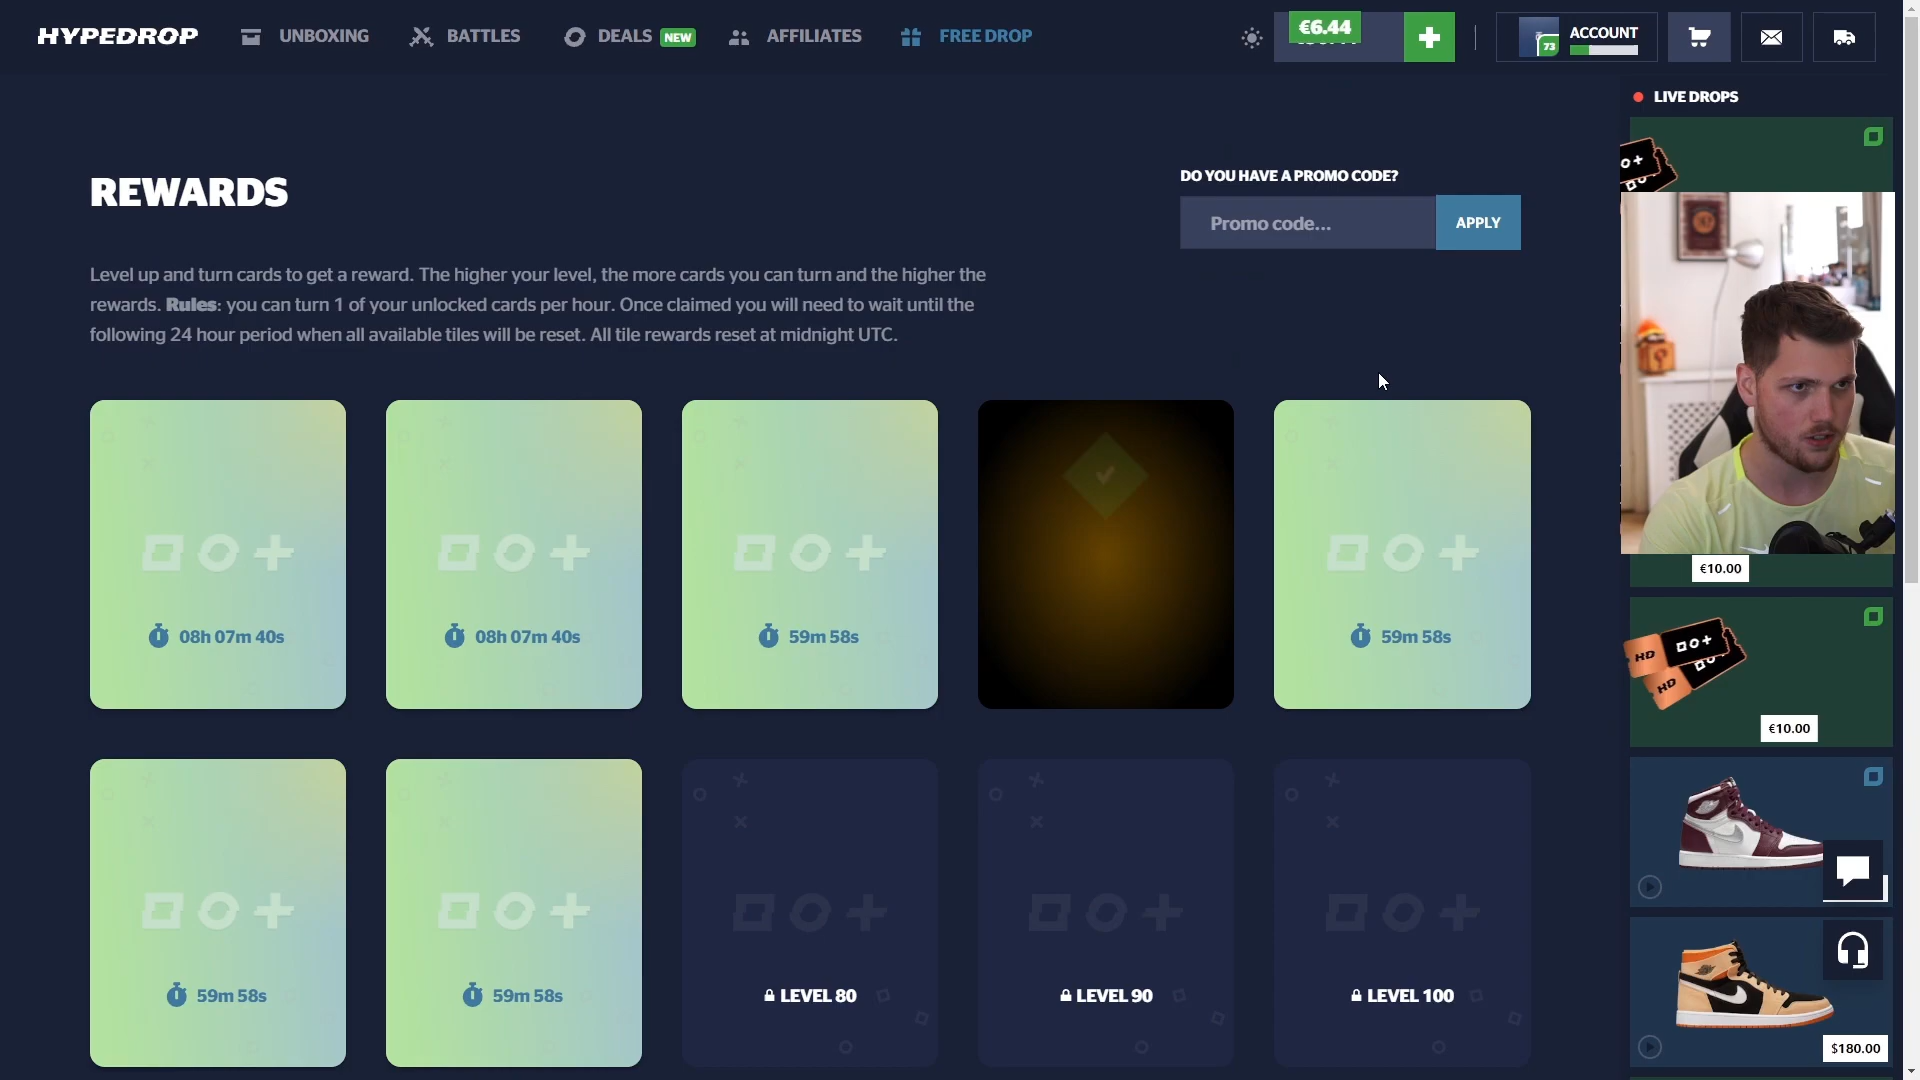 HYPEDROP
UNBOXING
BATTLES
DEALS NEW
AFFILIATES
FREE DROP
€6.44
73
ACCOUNT
LIVE DROPS
REWARDS
DO YOU HAVE A PROMO CODE?
Promo code...
APPLY
Level up and turn cards to get a reward. The higher your level, the more cards you can turn and the higher the
rewards. Rules: you can turn 1 of your unlocked cards per hour. Once claimed you will need to wait until the
following 24 hour period when all available tiles will be reset. All tile rewards reset at midnight UTC.
08h 07m 40s
08h 07m 40s
59m 58s
59m 58s
59m 58s
59m 58s
LEVEL 80
LEVEL 90
LEVEL 100
€10.00
HD
HD
€10.00
$180.00